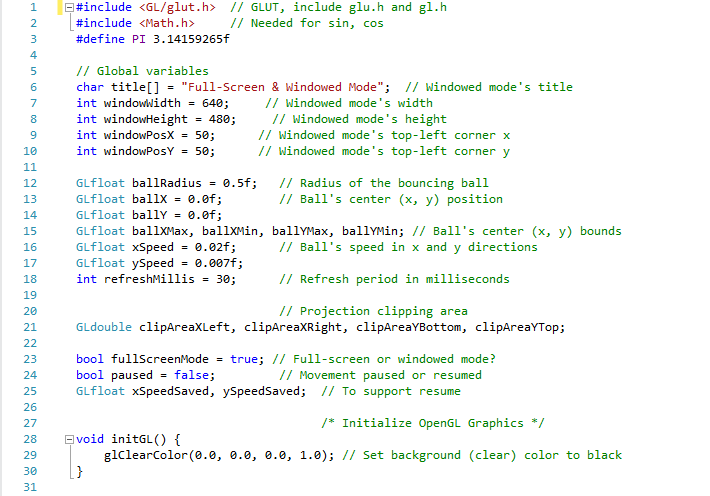 1 #include <GL/glut.h>  // GLUT, include glu.h and gl.h
2 #include <Math.h>     // Needed for sin, cos
3 #define PI 3.14159265f
4
5 // Global variables
6 char title[] = "Full-Screen & Windowed Mode";  // Windowed mode's title
7 int windowWidth = 640;     // Windowed mode's width
8 int windowHeight = 480;     // Windowed mode's height
9 int windowPosX = 50;      // Windowed mode's top-left corner x
10 int windowPosY = 50;      // Windowed mode's top-left corner y
11
12 GLfloat ballRadius = 0.5f;   // Radius of the bouncing ball
13 GLfloat ballX = 0.0f;        // Ball's center (x, y) position
14 GLfloat ballY = 0.0f;
15 GLfloat ballXMax, ballXMin, ballYMax, ballYMin; // Ball's center (x, y) bounds
16 GLfloat xSpeed = 0.02f;      // Ball's speed in x and y directions
17 GLfloat ySpeed = 0.007f;
18 int refreshMillis = 30;      // Refresh period in milliseconds
19
20                              // Projection clipping area
21 GLdouble clipAreaXLeft, clipAreaXRight, clipAreaYBottom, clipAreaYTop;
22
23 bool fullScreenMode = true; // Full-screen or windowed mode?
24 bool paused = false;         // Movement paused or resumed
25 GLfloat xSpeedSaved, ySpeedSaved;  // To support resume
26
27                                    /* Initialize OpenGL Graphics */
28 void initGL() {
29     glClearColor(0.0, 0.0, 0.0, 1.0); // Set background (clear) color to black
30 }
31